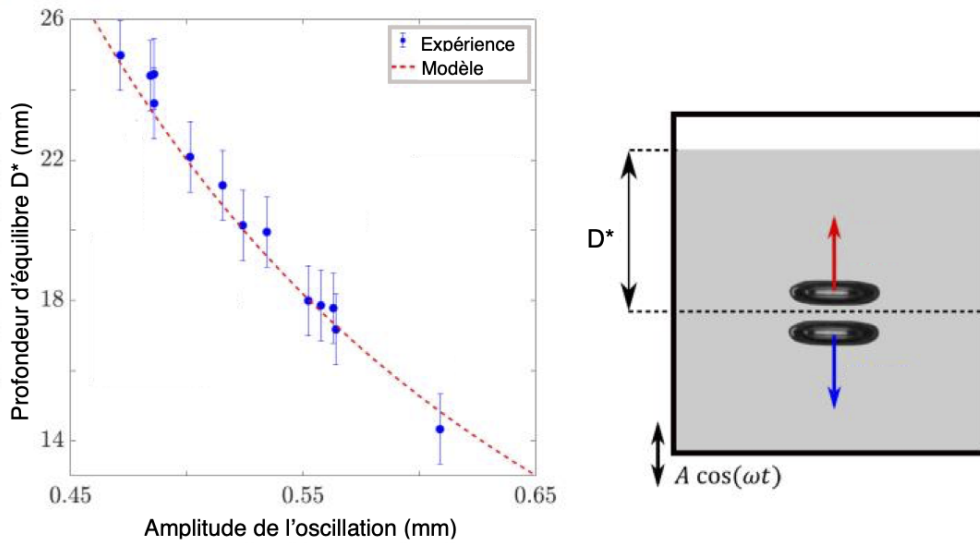 26
22
18
14
0.45
0.55
0.65
Profondeur d'équilibre D* (mm)
Amplitude de l'oscillation (mm)
Expérience
Modèle
D*
A cos(ωt)